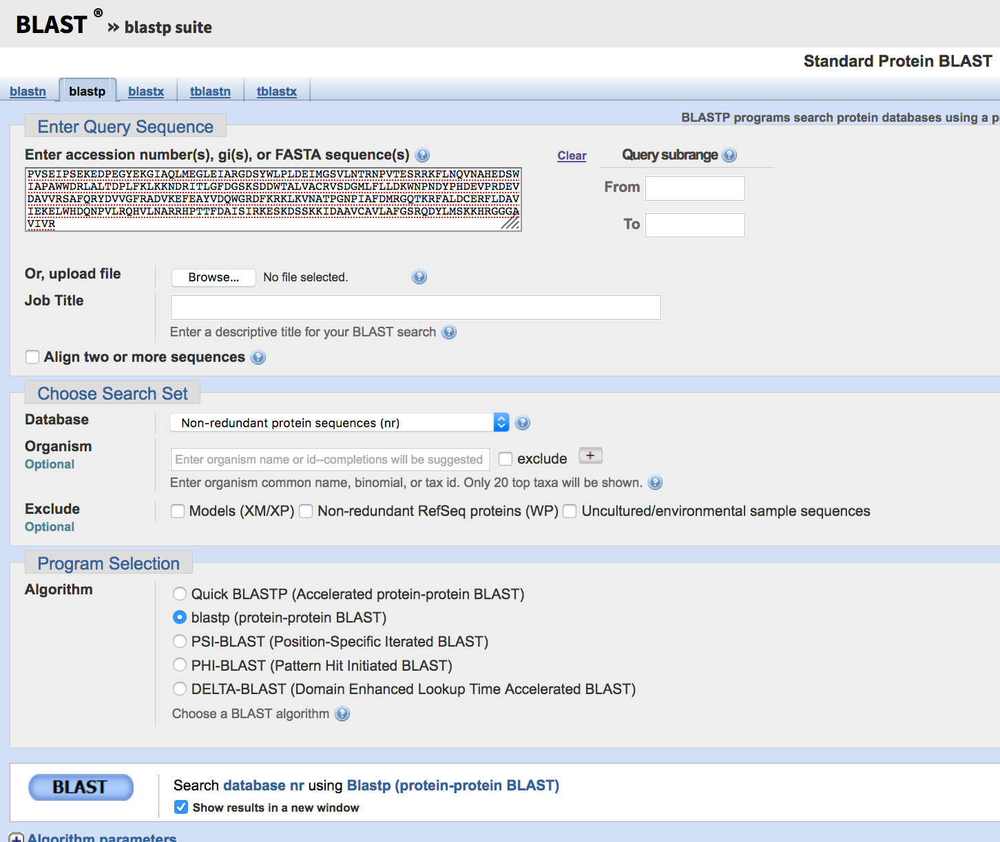 BLAST ® » blastp suite
Standard Protein BLAST
blastn blastp blastx tblastn tblastx
BLASTP programs search protein databases using a p
Enter Query Sequence
Enter accession number(s), gi(s), or FASTA sequence(s) Clear Query subrange
PVSEIPSEKEDPEGYEKGIAQLMEGLEIARGDSYWLPLDEIMGSVLNTRNPVTESRRKFLNQVNAHEDSW
IAPAWWDRLALTDPLFKLKKNDRITLGFDGSKSDDWTALVACRVSDGMLFLLDKWNPNDYPHDEVPRDEV
DAVVRSAFQRYDVVGFRADVKEFEAYVDQWGRDFKRKLKVNATPGNPIAFDMRGQTKRFALDCERFLDAV
IEKELWHDQNPVLRQHVLNARRHPTTFDAISIRKESKDSSKKIDAAVCAVLAFGSRQDYLMSKKHRGGGA
VIVR
From
To
Or, upload file Browse... No file selected.
Job Title
Enter a descriptive title for your BLAST search
Align two or more sequences
Choose Search Set
Database Non-redundant protein sequences (nr)
Organism
Optional
Enter organism name or id--completions will be suggested exclude +
Enter organism common name, binomial, or tax id. Only 20 top taxa will be shown.
Exclude
Optional
Models (XM/XP) Non-redundant RefSeq proteins (WP) Uncultured/environmental sample sequences
Program Selection
Algorithm
Quick BLASTP (Accelerated protein-protein BLAST)
blastp (protein-protein BLAST)
PSI-BLAST (Position-Specific Iterated BLAST)
PHI-BLAST (Pattern Hit Initiated BLAST)
DELTA-BLAST (Domain Enhanced Lookup Time Accelerated BLAST)
Choose a BLAST algorithm
BLAST
Search database nr using Blastp (protein-protein BLAST)
Show results in a new window
Algorithm parameters